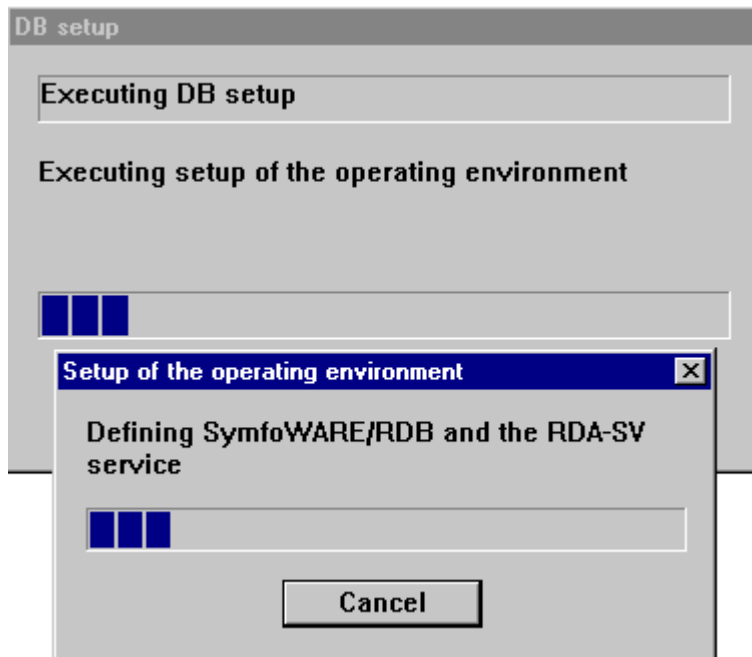 DB setup
Executing DB setup
Executing setup of the operating environment
Setup of the operating environment
Defining SymfoWARE/RDB and the RDA-SV
service
Cancel